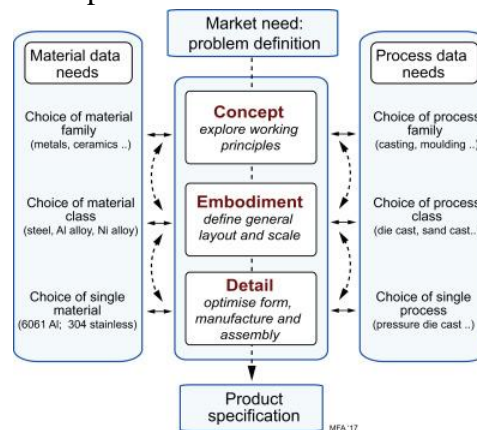 Market need:
problem definition
Material data
needs
Choice of material
family
(metals, ceramics ..)
Choice of material
class
(steel, Al alloy, Ni alloy)
Choice of single
material
(6061 Al; 304 stainless)
Concept
explore working
principles
Embodiment
define general
layout and scale
Detail
optimise form,
manufacture and
assembly
Process data
needs
Choice of process
family
(casting, moulding ..)
Choice of process
class
(die cast, sand cast..
Choice of single
process
(pressure die cast ..)
Product
specification
MFA '17